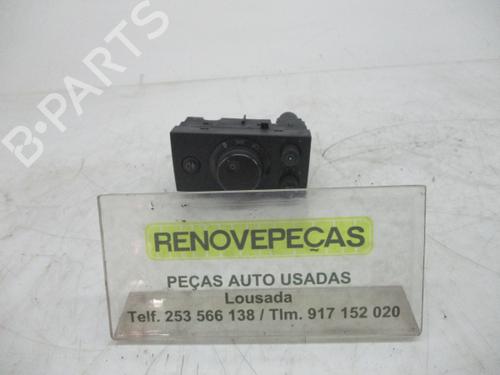 B-PARTS
RENOVEPEÇAS
PEÇAS AUTO USADAS
Lousada
Telf. 253 566 138 / Tlm. 917 152 020